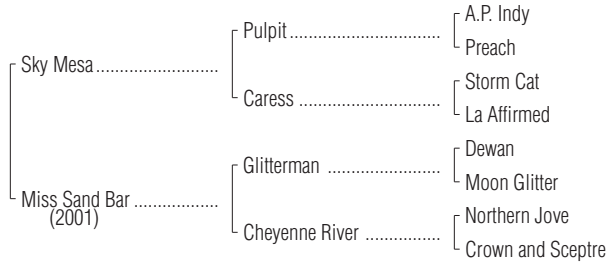 A.P. Indy
Pulpit
Preach
Sky Mesa
Storm Cat
Caress
La Affirmed
Dewan
Glitterman
Moon Glitter
Miss Sand Bar
(2001)
Northern Jove
Cheyenne River
Crown and Sceptre